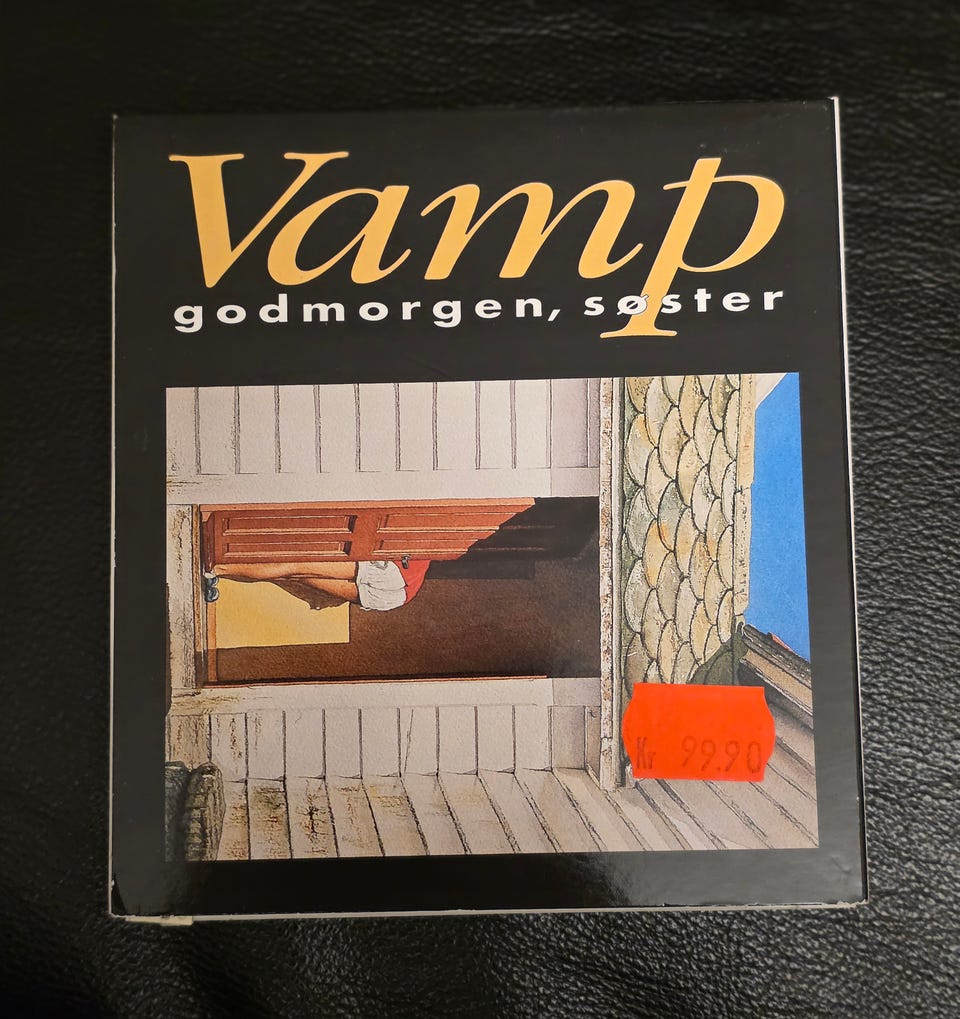 Vamp
godmorgen, søster
Kr 99.90